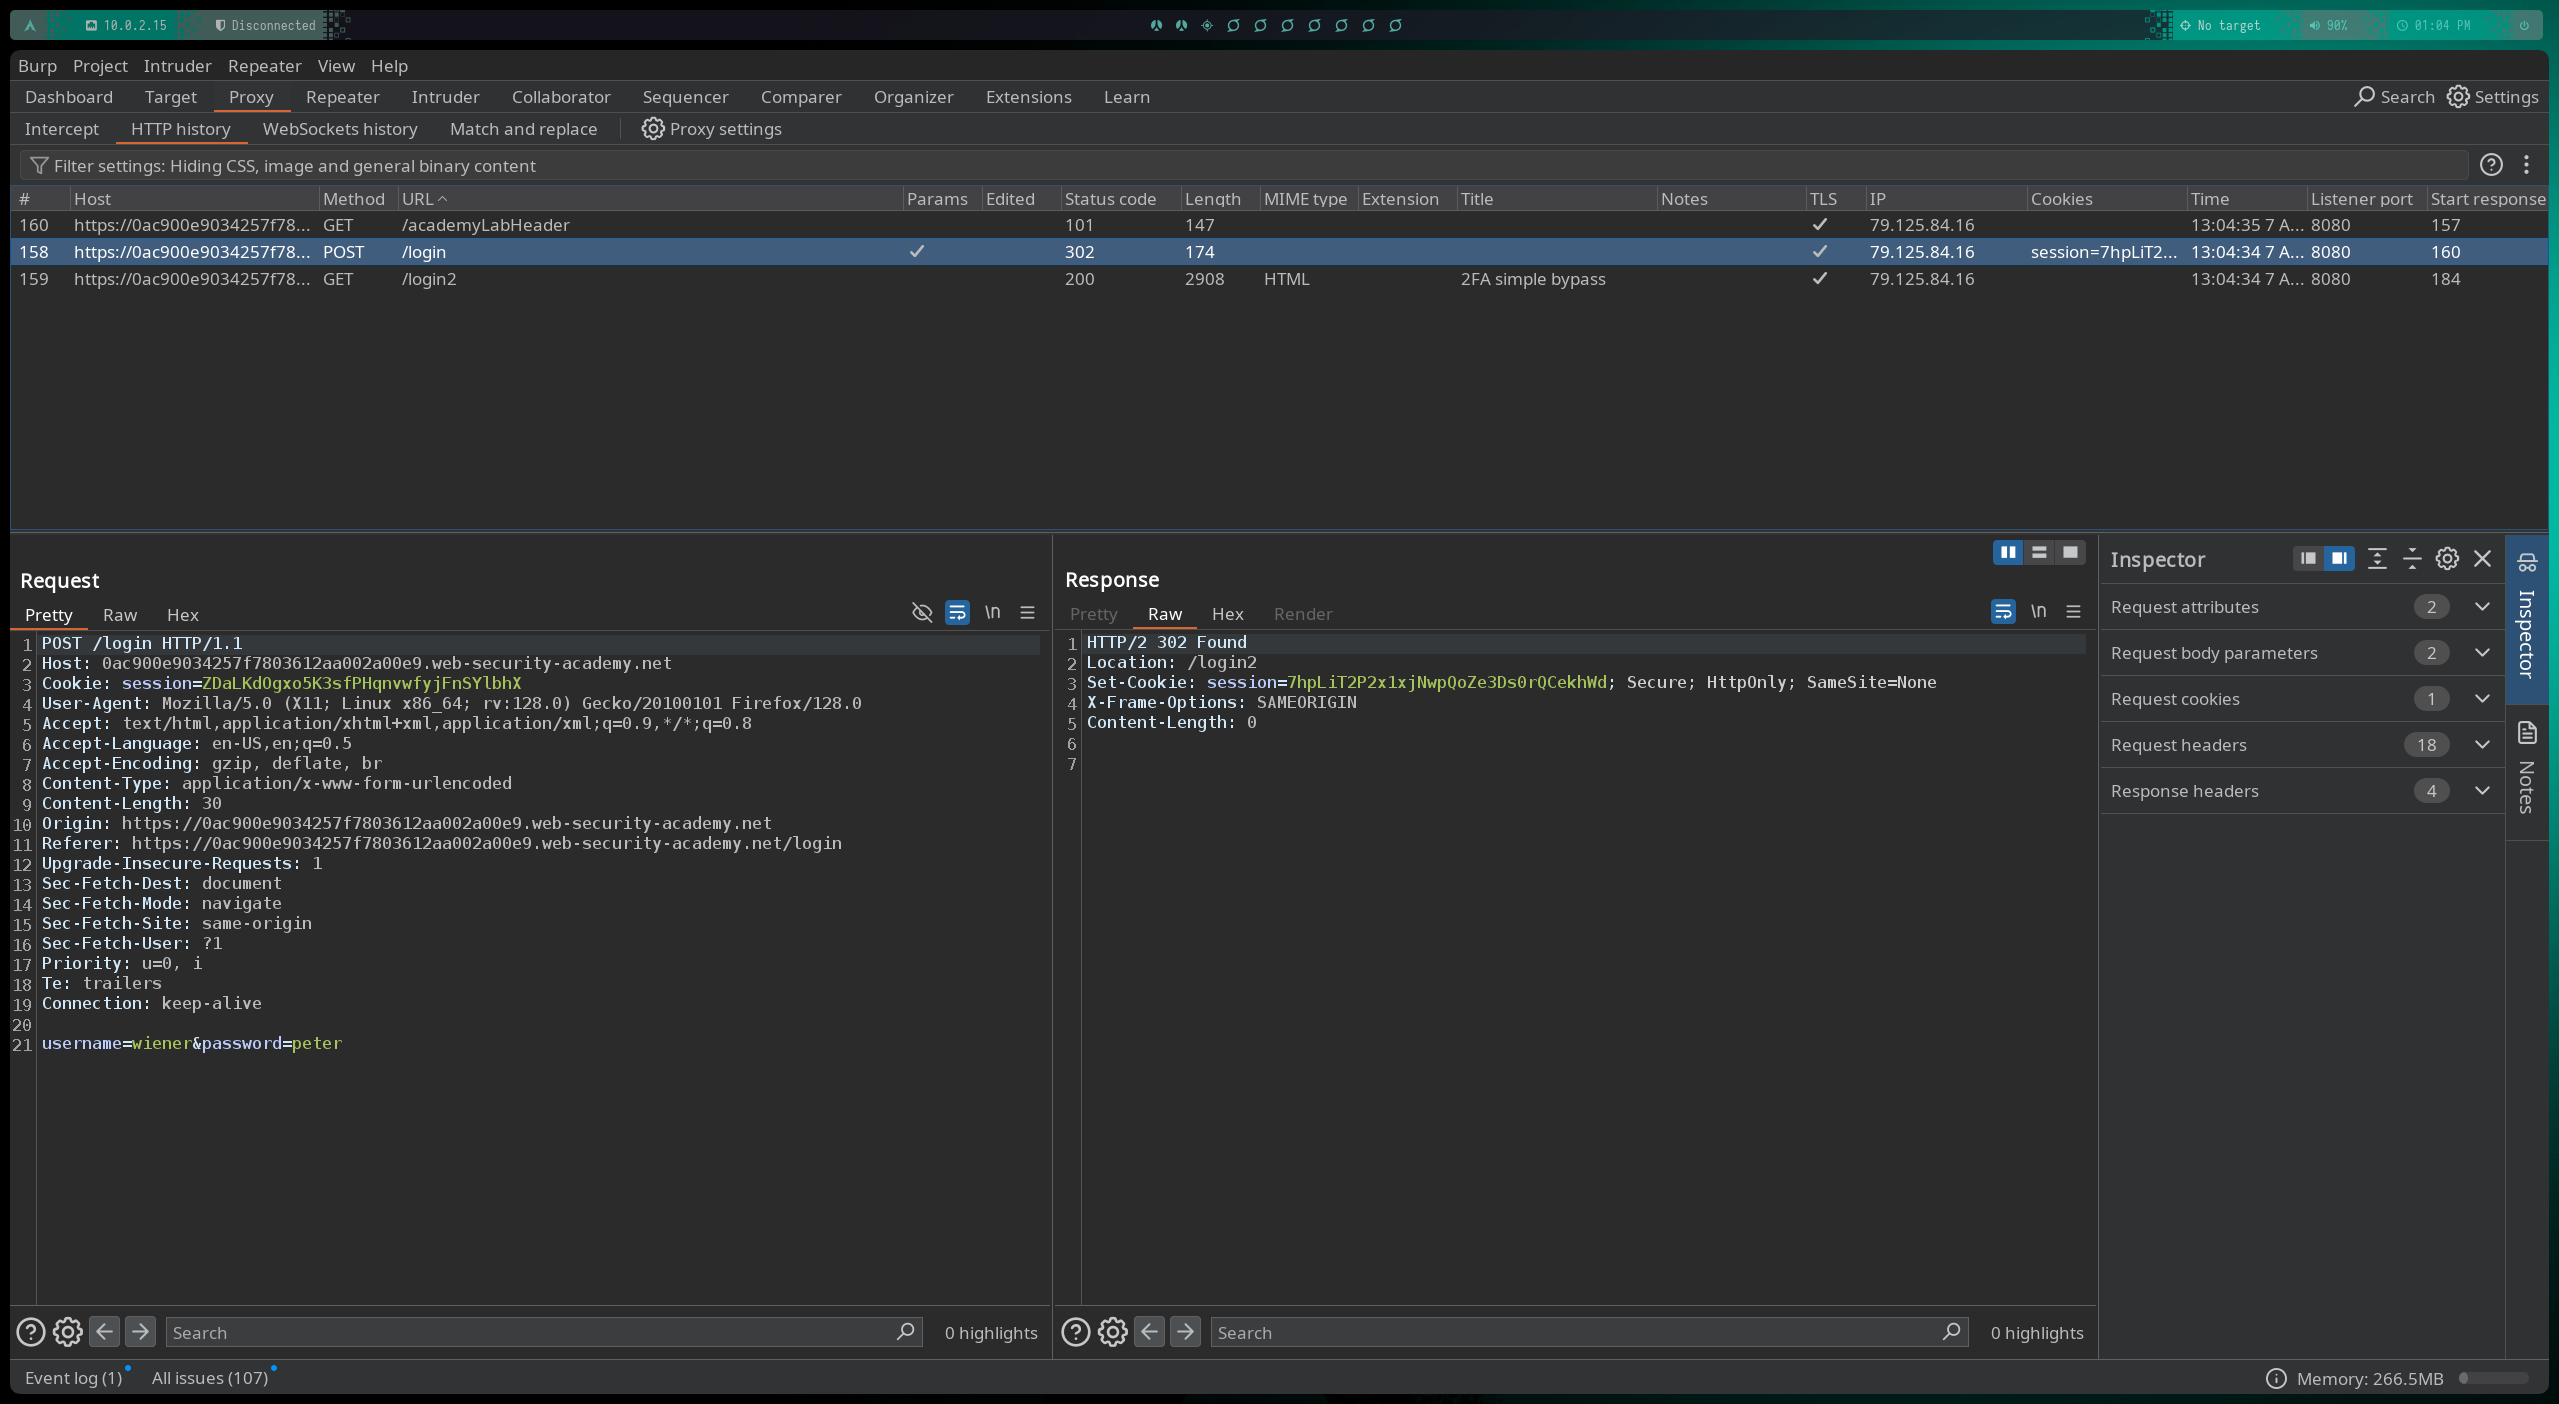 10.0.2.15 Disconnected No target 90% 01:04 PM
Burp Project Intruder Repeater View Help
Dashboard Target Proxy Repeater Intruder Collaborator Sequencer Comparer Organizer Extensions Learn Search Settings
Intercept HTTP history WebSockets history Match and replace Proxy settings
Filter settings: Hiding CSS, image and general binary content
# Host Method URL Params Edited Status code Length MIME type Extension Title Notes TLS IP Cookies Time Listener port Start response
160 https://0ac900e9034257f78... GET /academyLabHeader 101 147 ✓ 79.125.84.16 13:04:35 7 A... 8080 157
158 https://0ac900e9034257f78... POST /login ✓ 302 174 ✓ 79.125.84.16 session=7hpLiT2... 13:04:34 7 A... 8080 160
159 https://0ac900e9034257f78... GET /login2 200 2908 HTML 2FA simple bypass ✓ 79.125.84.16 13:04:34 7 A... 8080 184
Request
Pretty Raw Hex \n
1 POST /login HTTP/1.1
2 Host: 0ac900e9034257f7803612aa002a00e9.web-security-academy.net
3 Cookie: session=ZDaLKdOgxo5K3sfPHqnvwfyjFnSYlbhX
4 User-Agent: Mozilla/5.0 (X11; Linux x86_64; rv:128.0) Gecko/20100101 Firefox/128.0
5 Accept: text/html,application/xhtml+xml,application/xml;q=0.9,*/*;q=0.8
6 Accept-Language: en-US,en;q=0.5
7 Accept-Encoding: gzip, deflate, br
8 Content-Type: application/x-www-form-urlencoded
9 Content-Length: 30
10 Origin: https://0ac900e9034257f7803612aa002a00e9.web-security-academy.net
11 Referer: https://0ac900e9034257f7803612aa002a00e9.web-security-academy.net/login
12 Upgrade-Insecure-Requests: 1
13 Sec-Fetch-Dest: document
14 Sec-Fetch-Mode: navigate
15 Sec-Fetch-Site: same-origin
16 Sec-Fetch-User: ?1
17 Priority: u=0, i
18 Te: trailers
19 Connection: keep-alive
20
21 username=wiener&password=peter
Search 0 highlights
Response
Pretty Raw Hex Render \n
1 HTTP/2 302 Found
2 Location: /login2
3 Set-Cookie: session=7hpLiT2P2x1xjNwpQoZe3Ds0rQCekhWd; Secure; HttpOnly; SameSite=None
4 X-Frame-Options: SAMEORIGIN
5 Content-Length: 0
6
7
Search 0 highlights
Inspector
Request attributes 2
Request body parameters 2
Request cookies 1
Request headers 18
Response headers 4
Inspector
Notes
Event log (1) All issues (107) Memory: 266.5MB